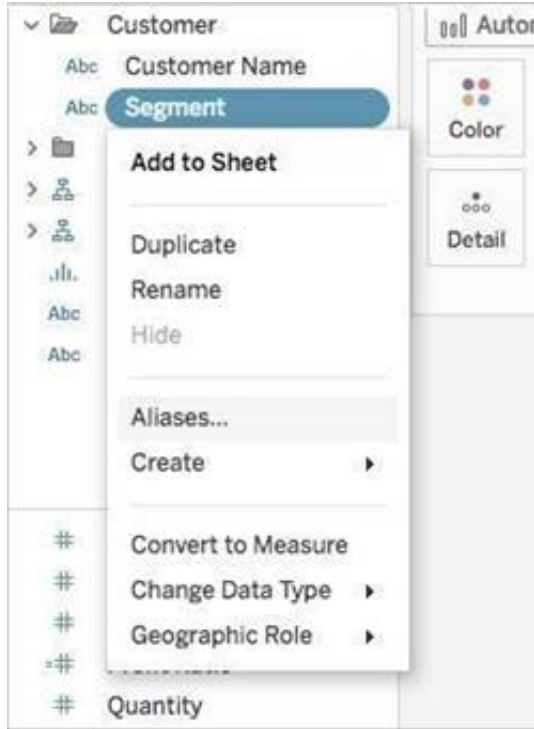 Customer
Abc Customer Name
Abc Segment
Abc
Abc
Add to Sheet
Duplicate
Rename
Hide
Aliases...
Create
Convert to Measure
Change Data Type
Geographic Role
Quantity
Color
Detail